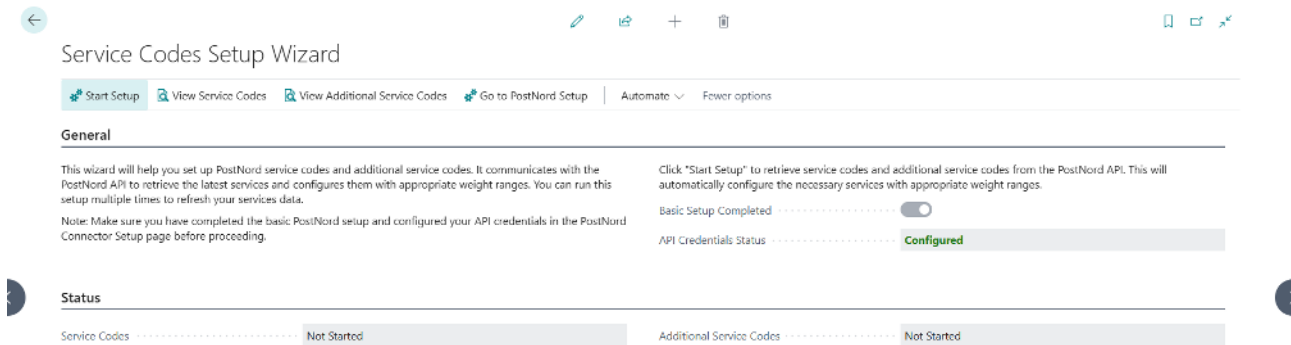 Service Codes Setup Wizard
Start Setup View Service Codes View Additional Service Codes Go to PostNord Setup Automate Fewer options
General
This wizard will help you set up PostNord service codes and additional service codes. It communicates with the
PostNord API to retrieve the latest services and configures them with appropriate weight ranges. You can run this
setup multiple times to refresh your services data.
Note: Make sure you have completed the basic PostNord setup and configured your API credentials in the PostNord
Connector Setup page before proceeding.
Click "Start Setup" to retrieve service codes and additional service codes from the PostNord API. This will
automatically configure the necessary services with appropriate weight ranges.
Basic Setup Completed
API Credentials Status Configured
Status
Service Codes Not Started
Additional Service Codes Not Started